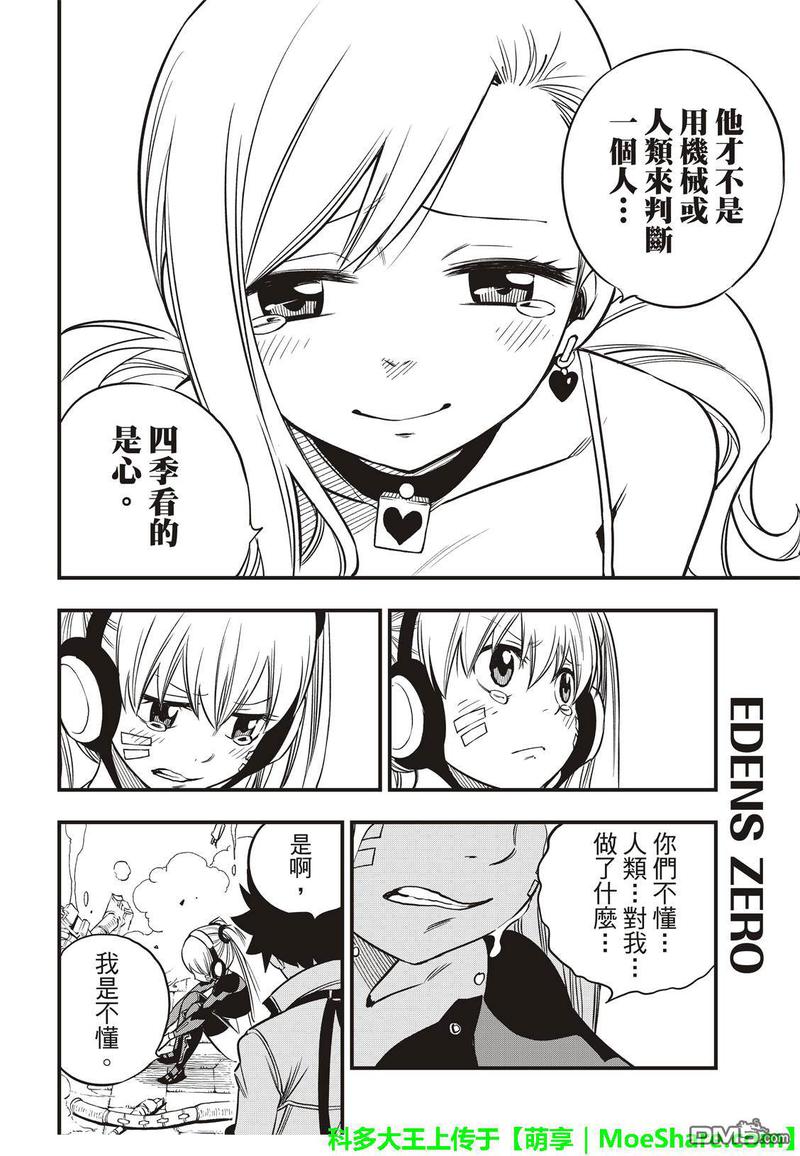 他才不是
用機械或
人類來判斷
一個人…
四季看的
是心。
EDENS ZERO
你們不懂…
人類…對我…
做了什麼…
是啊，
我是不懂。
科多大王上传于【萌享｜MoeShare.com】